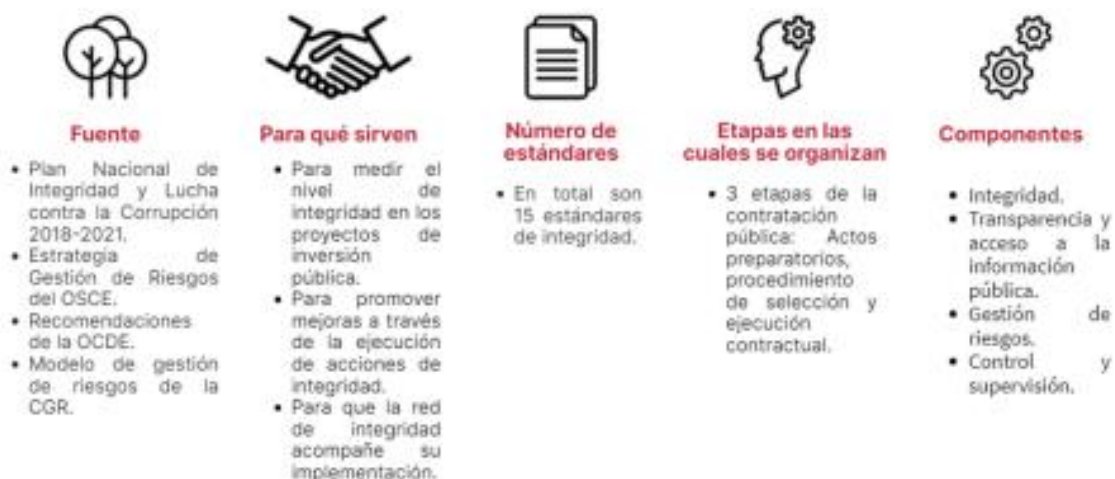 Fuente
• Plan Nacional de
Integridad y Lucha
contra la Corrupción
2018-2021.
• Estrategia de
Gestión de Riesgos
del OSCE.
• Recomendaciones
de la OCDE.
• Modelo de gestión
de riesgos de la
CGR.
Para qué sirven
• Para medir el
nivel de
integridad en los
proyectos de
inversión
pública.
• Para promover
mejoras a través
de la ejecución
de acciones de
integridad.
• Para que la red
de integridad
acompañe su
implementación.
Número de
estándares
• En total son
15 estándares
de integridad.
Etapas en las
cuales se organizan
• 3 etapas de la
contratación
pública: Actos
preparatorios,
procedimiento
de selección y
ejecución
contractual.
Componentes
• Integridad.
• Transparencia y
acceso a la
información
pública.
• Gestión de
riesgos.
• Control y
supervisión.